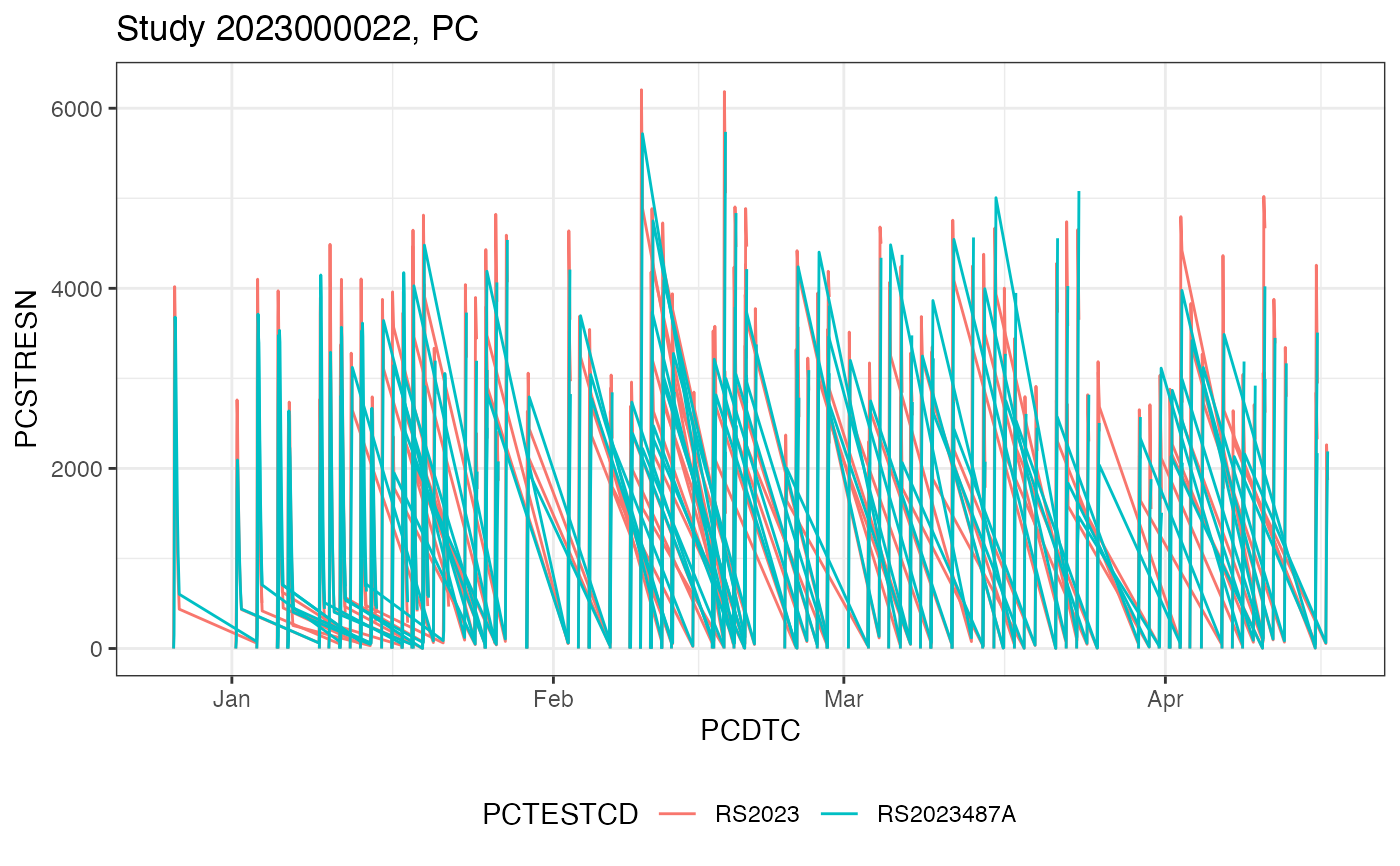 Study 2023000022, PC
PCSTRESN
6000
4000
2000
0
Jan Feb Mar Apr
PCDTC
PCTESTCD RS2023 RS2023487A